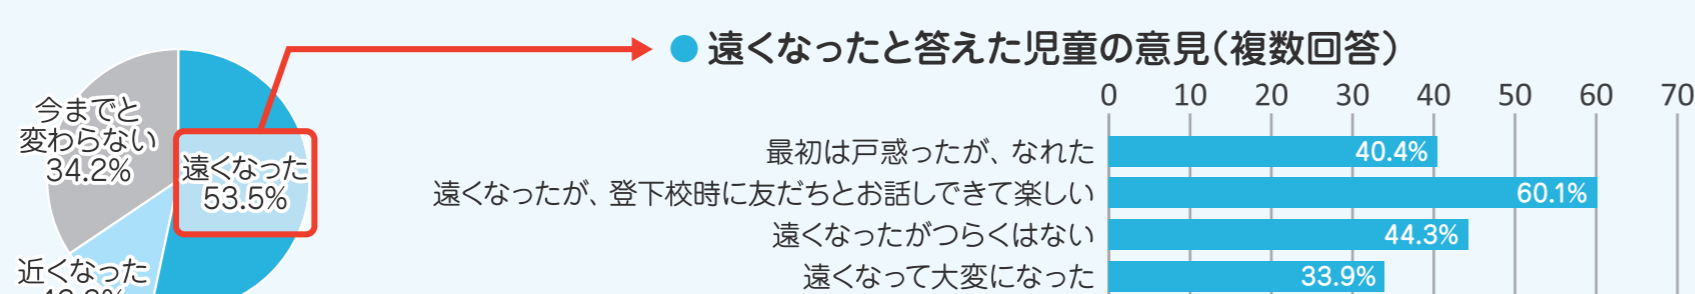 ●遠くなったと答えた児童の意見（複数回答）
0 10 20 30 40 50 60 70
今までと
変わらない
34.2%
遠くなった
53.5%
近くなった
最初は戸惑ったが、なれた 40.4%
遠くなったが、登下校時に友だちとお話しできて楽しい 60.1%
遠くなったがつらくはない 44.3%
遠くなって大変になった 33.9%